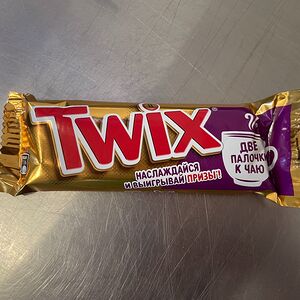 TWIX
НАСЛАЖДАЙСЯ
И ВЫИГРЫВАЙ ПРИЗЫ*!
ДВЕ
ПАЛОЧКИ
К ЧАЮ